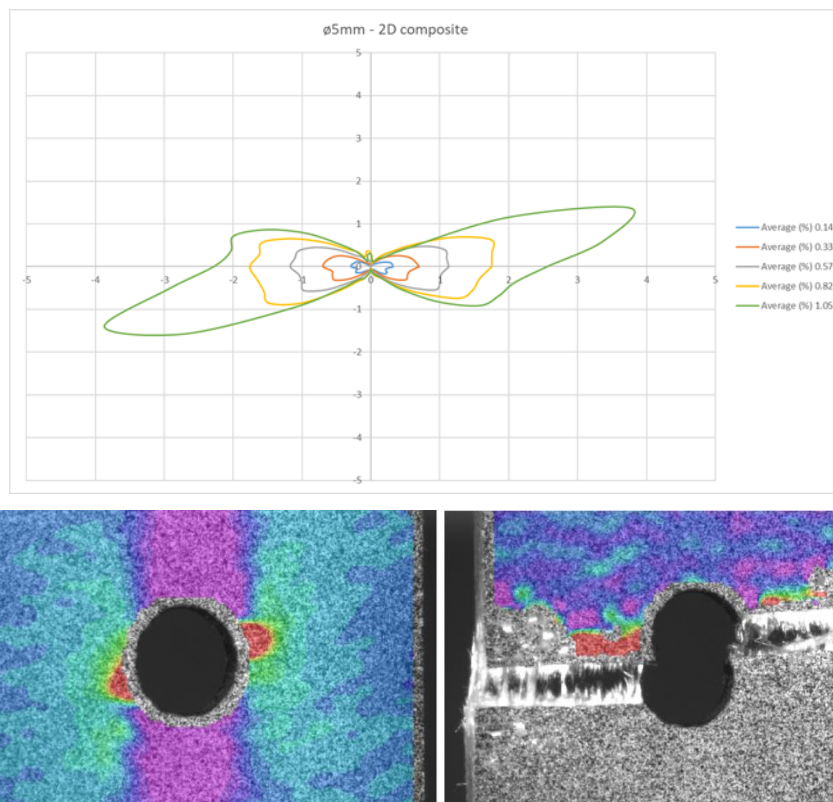 ø5mm - 2D composite
5
4
3
2
1
-5 -4 -3 -2 -1 0 0 1 2 3 4 5
-1
-2
-3
-4
-5
Average (%) 0.14
Average (%) 0.33
Average (%) 0.57
Average (%) 0.82
Average (%) 1.05